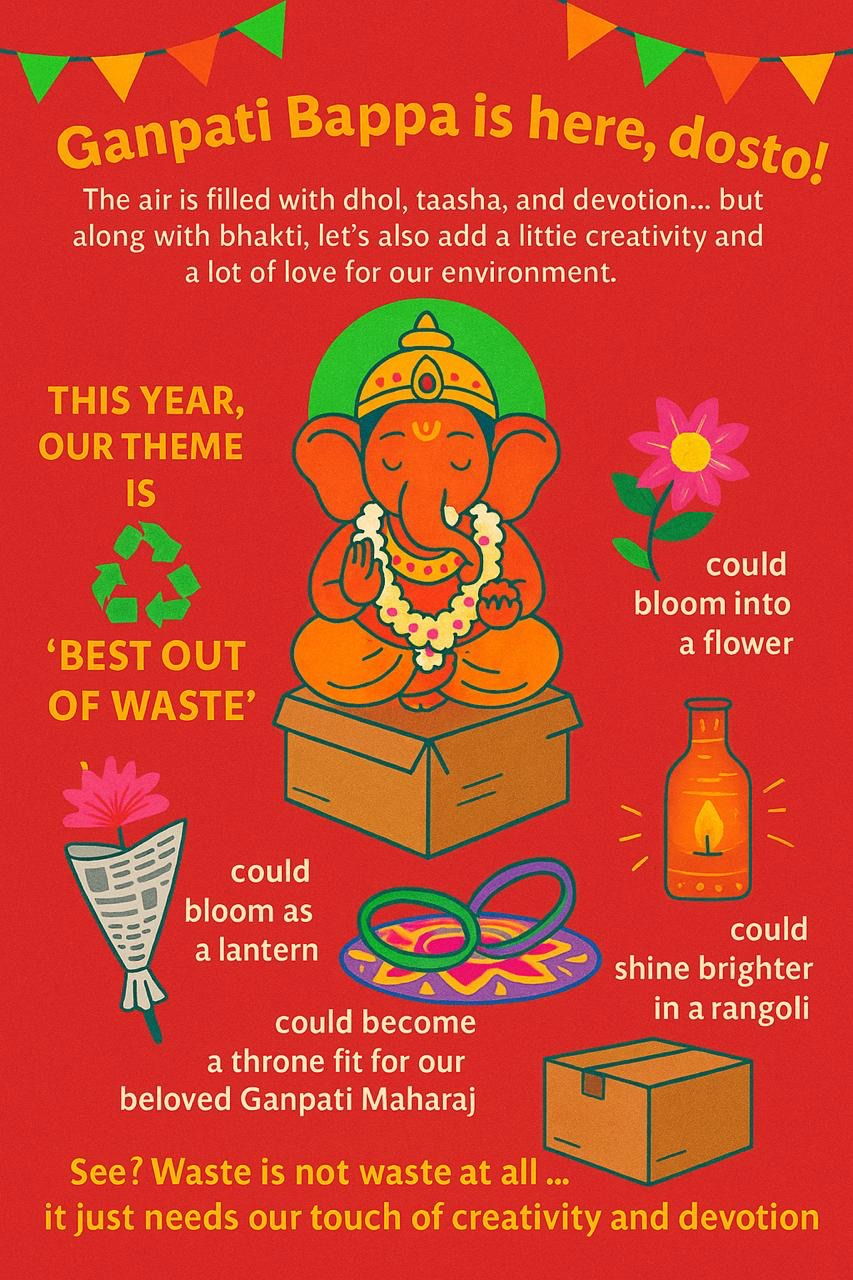 Ganpati Bappa is here, dosto!
The air is filled with dhol, taasha, and devotion... but
along with bhakti, let's also add a littie creativity and
a lot of love for our environment.
THIS YEAR,
OUR THEME
IS
'BEST OUT
OF WASTE'
could
bloom into
a flower
could
bloom as
a lantern
could
shine brighter
in a rangoli
could become
a throne fit for our
beloved Ganpati Maharaj
See? Waste is not waste at all ...
it just needs our touch of creativity and devotion